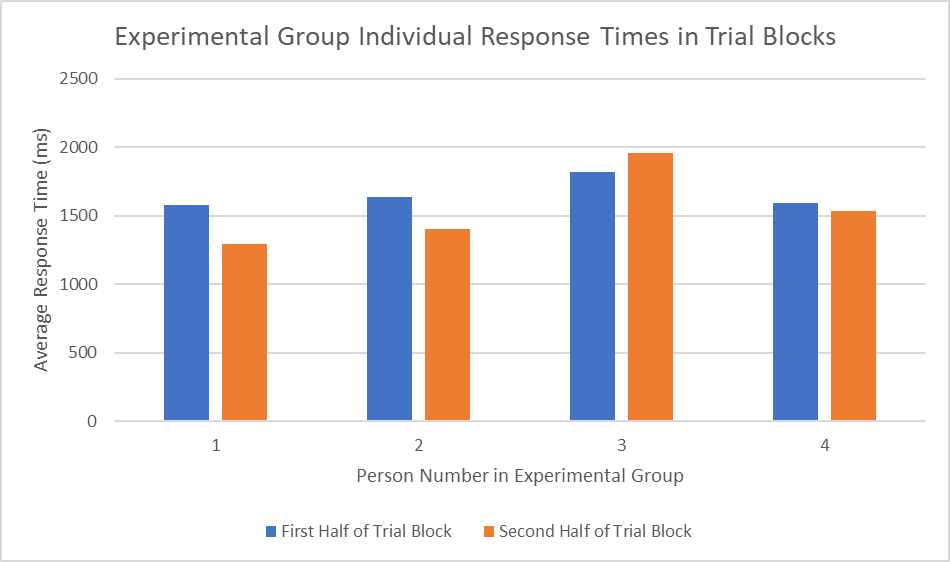 Experimental Group Individual Response Times in Trial Blocks
Average Response Time (ms)
2500
2000
1500
1000
500
0
1 2 3 4
Person Number in Experimental Group
First Half of Trial Block Second Half of Trial Block